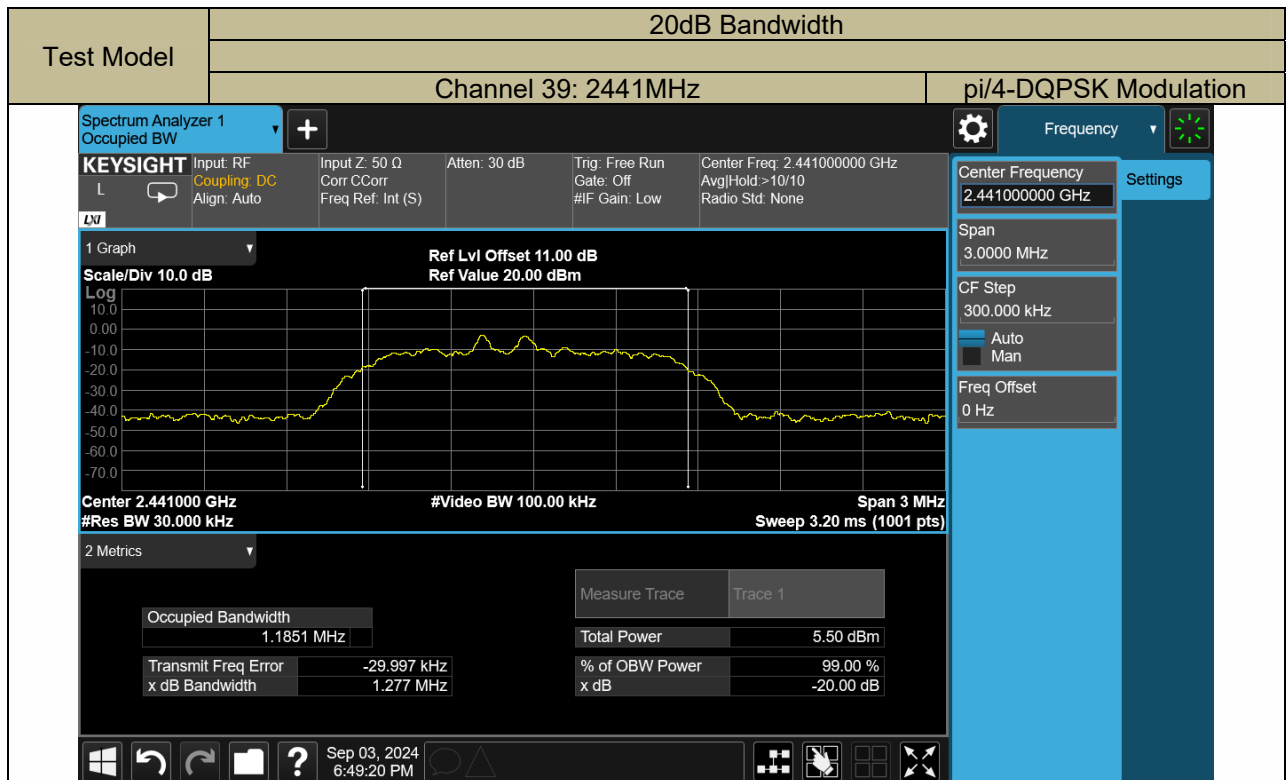 Test Model
20dB Bandwidth
Channel 39: 2441MHz
pi/4-DQPSK Modulation
Spectrum Analyzer 1
Occupied BW
+
Frequency
KEYSIGHT
L
LXI
Input: RF
Coupling: DC
Align: Auto
Input Z: 50 Ω
Corr CCorr
Freq Ref: Int (S)
Atten: 30 dB
Trig: Free Run
Gate: Off
#IF Gain: Low
Center Freq: 2.441000000 GHz
Avg|Hold:>10/10
Radio Std: None
Center Frequency
2.441000000 GHz
Settings
Span
3.0000 MHz
CF Step
300.000 kHz
Auto
Man
Freq Offset
0 Hz
1 Graph
Scale/Div 10.0 dB
Ref Lvl Offset 11.00 dB
Ref Value 20.00 dBm
Log
10.0
0.00
-10.0
-20.0
-30.0
-40.0
-50.0
-60.0
-70.0
Center 2.441000 GHz
#Res BW 30.000 kHz
#Video BW 100.00 kHz
Span 3 MHz
Sweep 3.20 ms (1001 pts)
2 Metrics
Measure Trace Trace 1
Occupied Bandwidth
1.1851 MHz
Total Power 5.50 dBm
Transmit Freq Error -29.997 kHz
% of OBW Power 99.00 %
x dB Bandwidth 1.277 MHz
x dB -20.00 dB
?
Sep 03, 2024
6:49:20 PM